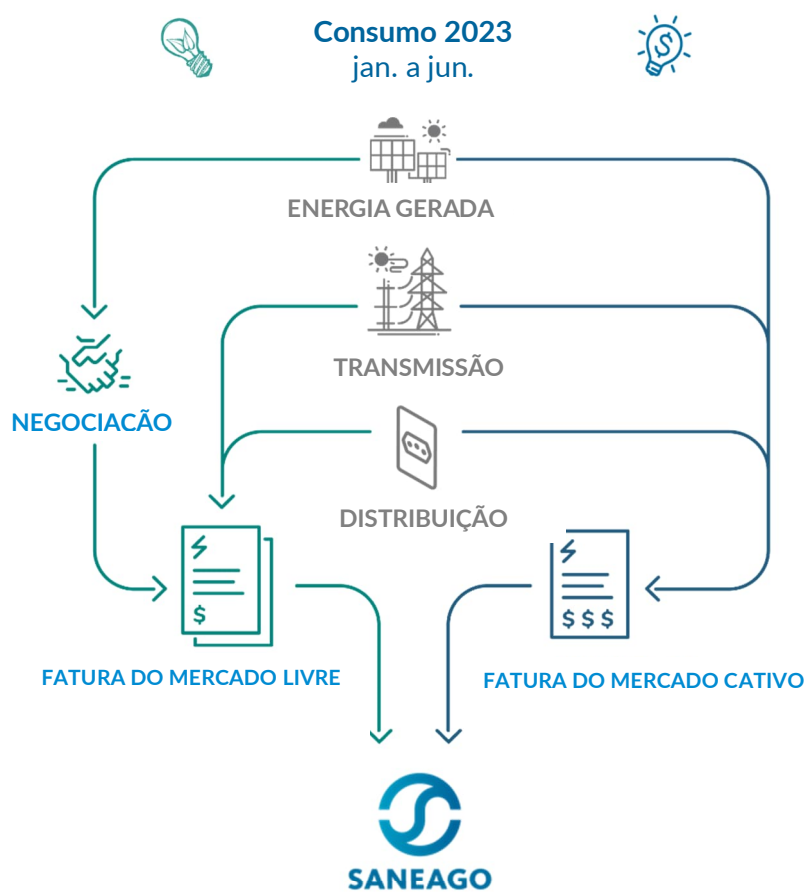 Consumo 2023
jan. a jun.
$
ENERGIA GERADA
TRANSMISSÃO
NEGOCIACÃO
DISTRIBUIÇÃO
$
$ $ $
FATURA DO MERCADO LIVRE
FATURA DO MERCADO CATIVO
SANEAGO